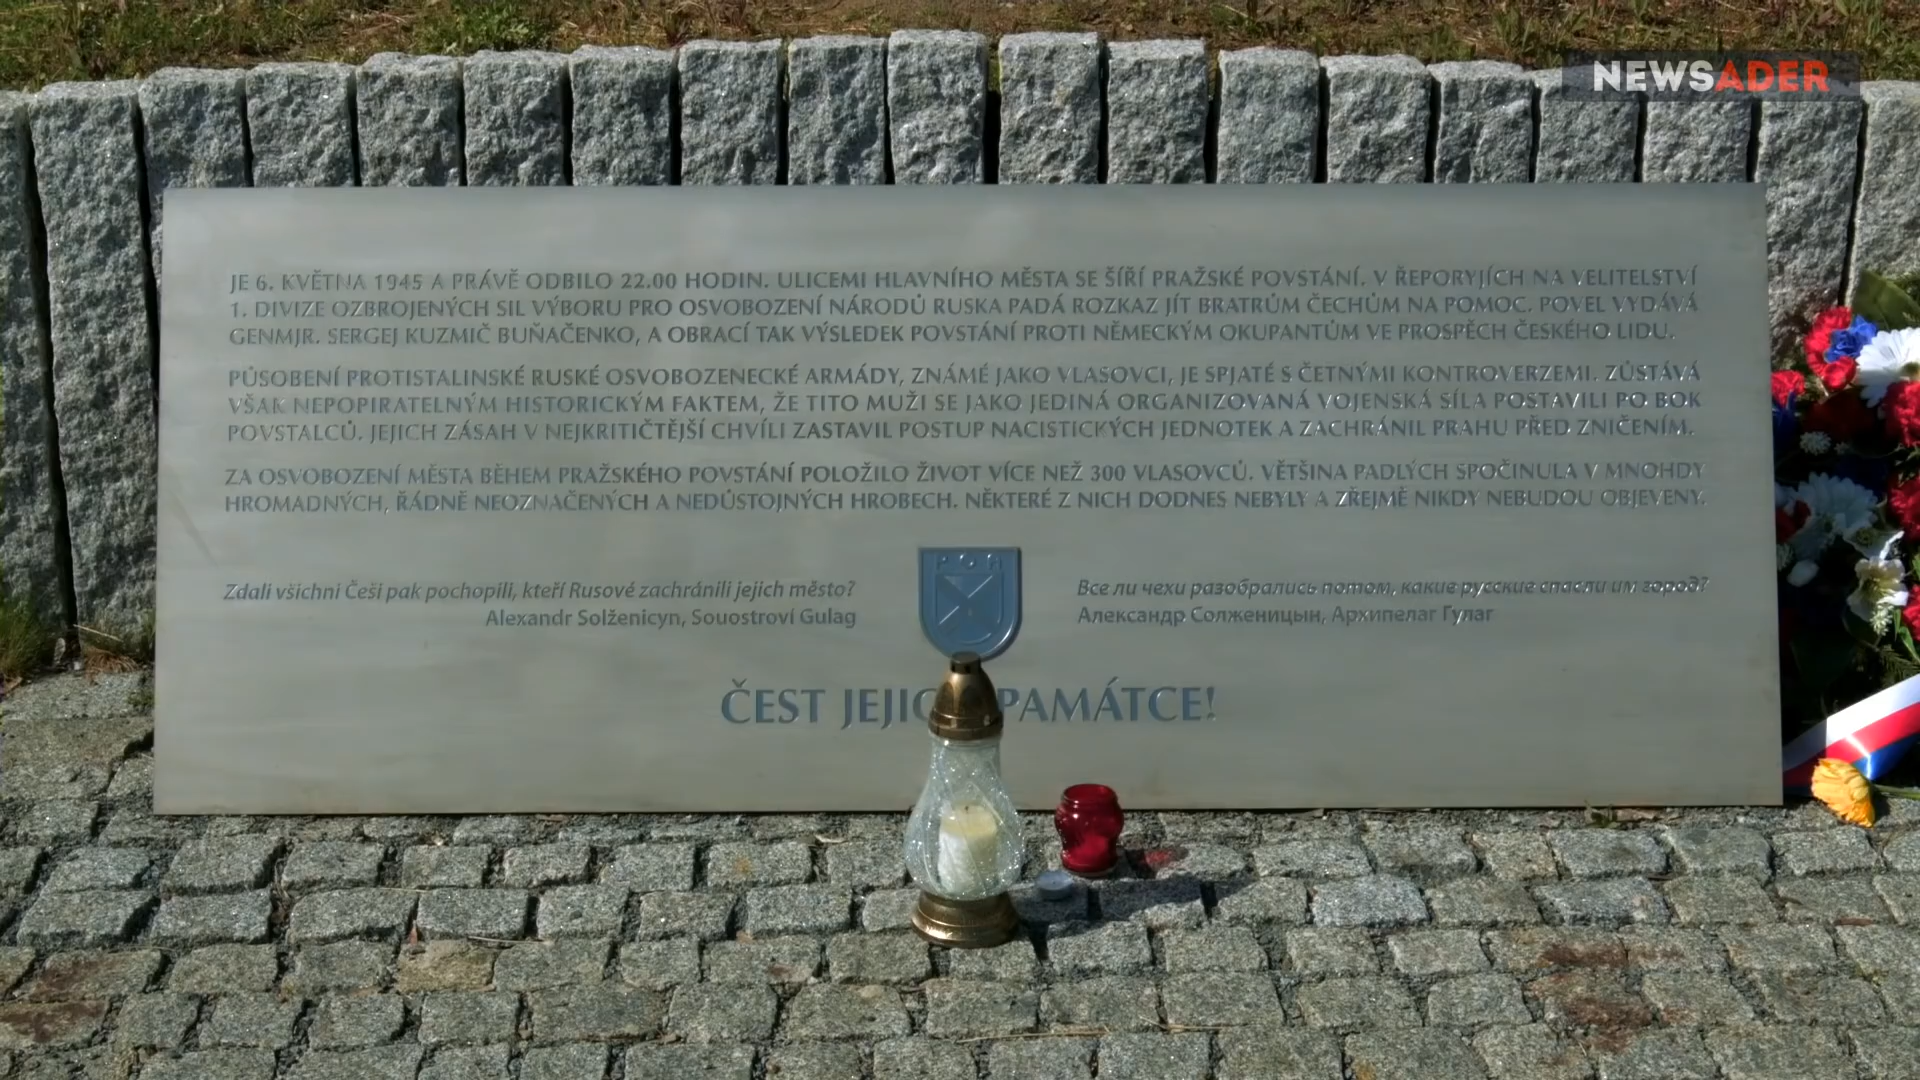 NEWSADER
JE 6. KVĚTNA 1945 A PRÁVĚ ODBILO 22.00 HODIN. ULICEMI HLAVNÍHO MĚSTA SE ŠÍŘÍ PRAŽSKÉ POVSTÁNÍ. V ŘEPORYJÍCH NA VELITELSTVÍ
1. DIVIZE OZBROJENÝCH SIL VÝBORU PRO OSVOBOZENÍ NÁRODŮ RUSKA PADÁ ROZKAZ JÍT BRATRŮM ČECHŮM NA POMOC. POVEL VYDÁVÁ
GENMJR. SERGEJ KUZMIČ BUŇAČENKO, A OBRACÍ TAK VÝSLEDEK POVSTÁNÍ PROTI NĚMECKÝM OKUPANTŮM VE PROSPĚCH ČESKÉHO LIDU.
PŮSOBENÍ PROTISTALINSKÉ RUSKÉ OSVOBOZENECKÉ ARMÁDY, ZNÁMÉ JAKO VLASOVCI, JE SPJATÉ S ČETNÝMI KONTROVERZEMI. ZŮSTÁVÁ
VŠAK NEPOPIRATELNÝM HISTORICKÝM FAKTEM, ŽE TITO MUŽI SE JAKO JEDINÁ ORGANIZOVANÁ VOJENSKÁ SÍLA POSTAVILI PO BOK
POVSTALCŮ. JEJICH ZÁSAH V NEJKRITIČTĚJŠÍ CHVÍLI ZASTAVIL POSTUP NACISTICKÝCH JEDNOTEK A ZACHRÁNIL PRAHU PŘED ZNIČENÍM.
ZA OSVOBOZENÍ MĚSTA BĚHEM PRAŽSKÉHO POVSTÁNÍ POLOŽILO ŽIVOT VÍCE NEŽ 300 VLASOVCŮ. VĚTŠINA PADLÝCH SPOČINULA V MNOHDY
HROMADNÝCH, ŘÁDNĚ NEOZNAČENÝCH A NEDŮSTOJNÝCH HROBECH. NĚKTERÉ Z NICH DODNES NEBYLY A ZŘEJMĚ NIKDY NEBUDOU OBJEVENY.
Zdali všichni Češi pak pochopili, kteří Rusové zachránili jejich město?
Alexandr Solženicyn, Souostroví Gulag
РОА
Все ли чехи разобрались потом, какие русские спасли им город?
Александр Солженицын, Архипелаг Гулаг
ČEST JEJICH PAMÁTCE!